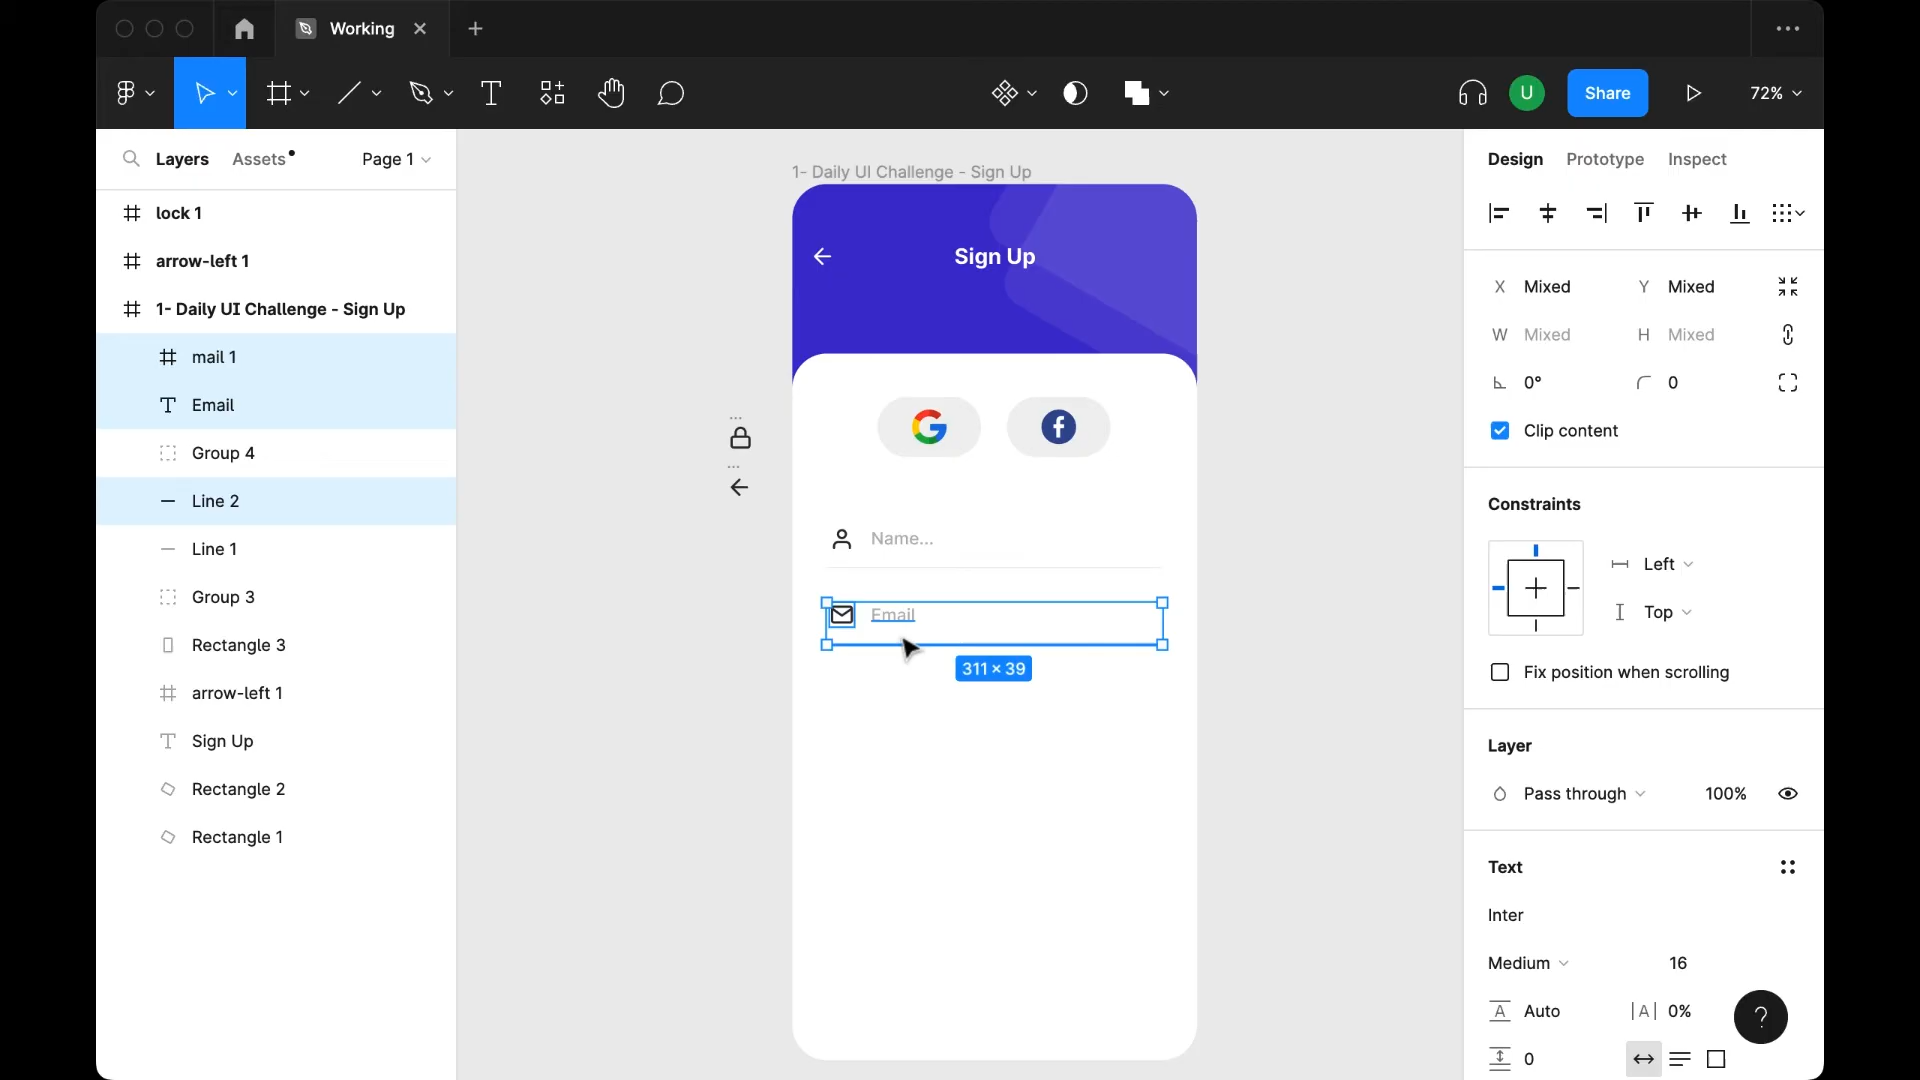 Working
Share
72%
U
Layers
Assets
Page 1
lock 1
arrow-left 1
1- Daily UI Challenge - Sign Up
mail 1
Email
Group 4
Line 2
Line 1
Group 3
Rectangle 3
arrow-left 1
Sign Up
Rectangle 2
Rectangle 1
1- Daily UI Challenge - Sign Up
Sign Up
Name...
Email
311 × 39
Design Prototype Inspect
X Mixed Y Mixed
W Mixed H Mixed
0° 0
Clip content
Constraints
Left
Top
Fix position when scrolling
Layer
Pass through 100%
Text
Inter
Medium 16
A Auto |A| 0%
0
?